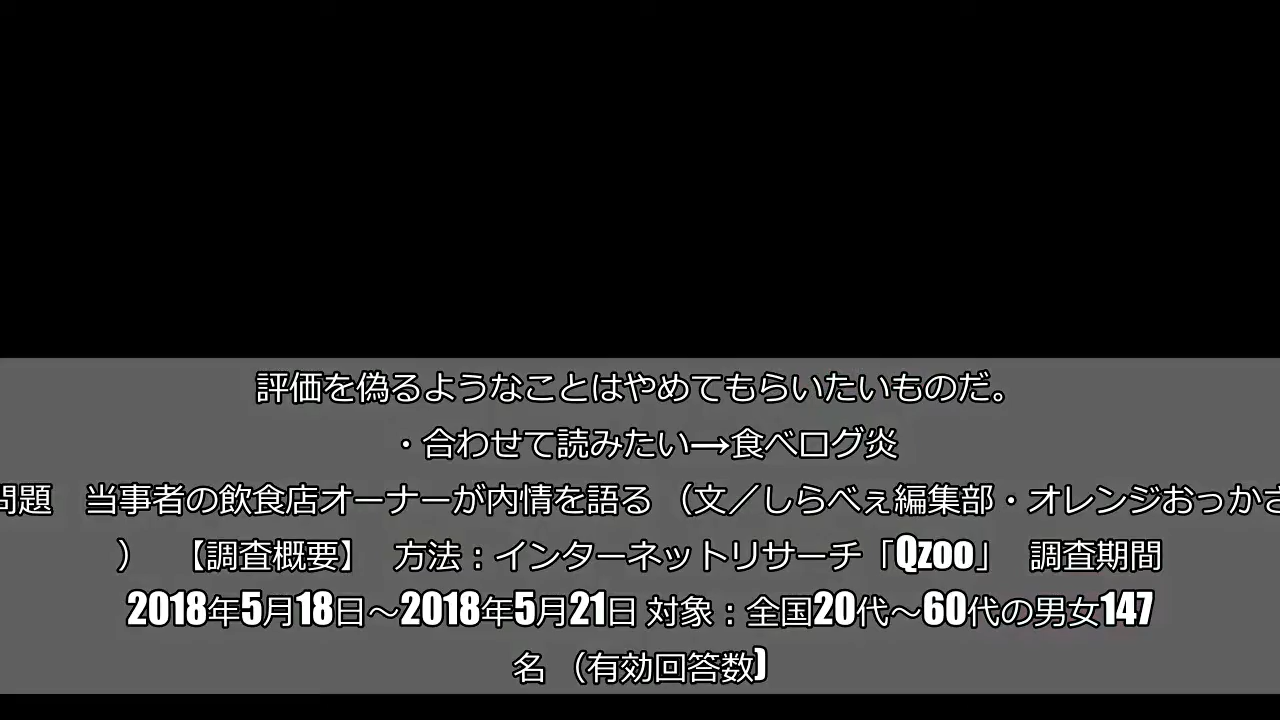 評価を偽るようなことはやめてもらいたいものだ。
・合わせて読みたい→食べログ炎
問題　当事者の飲食店オーナーが内情を語る （文／しらべぇ編集部・オレンジおっかさ
）　【調査概要】　方法：インターネットリサーチ「Qzoo」　調査期間
2018年5月18日～2018年5月21日 対象：全国20代～60代の男女147
名 （有効回答数)